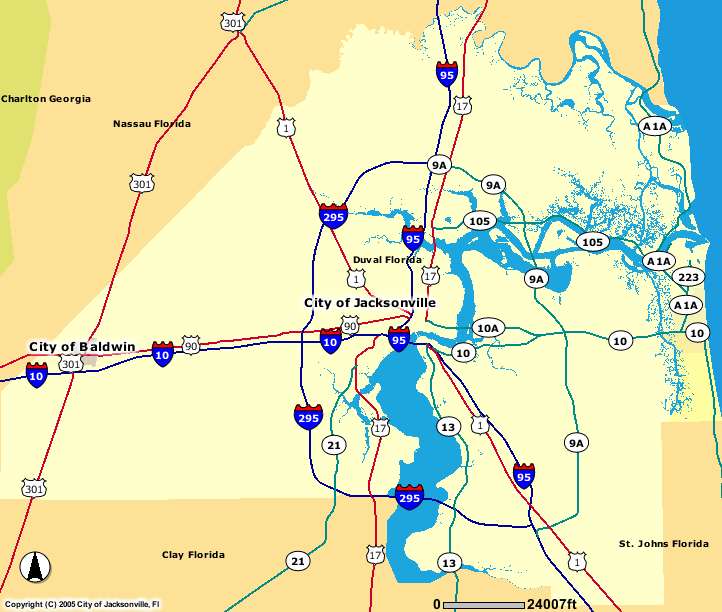 301
95
Charlton Georgia
17
Nassau Florida
1
A1A
9A
301
9A
295
105
95
105
Duval Florida
A1A
1
17
9A
223
City of Jacksonville
A1A
90
10A
10
City of Baldwin
90
10
95
10
301
10
10
10
295
17
13
1
21
9A
95
301
295
Clay Florida
St. Johns Florida
21
17
13
1
Copyright (C) 2005 City of Jacksonville, Fl
0 24007ft